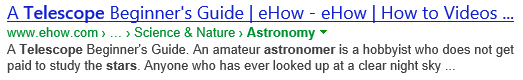 A Telescope Beginner's Guide | eHow - eHow | How to Videos ...
www.ehow.com › ... › Science & Nature › Astronomy
A Telescope Beginner's Guide. An amateur astronomer is a hobbyist who does not get
paid to study the stars. Anyone who has ever looked up at a clear night sky ...